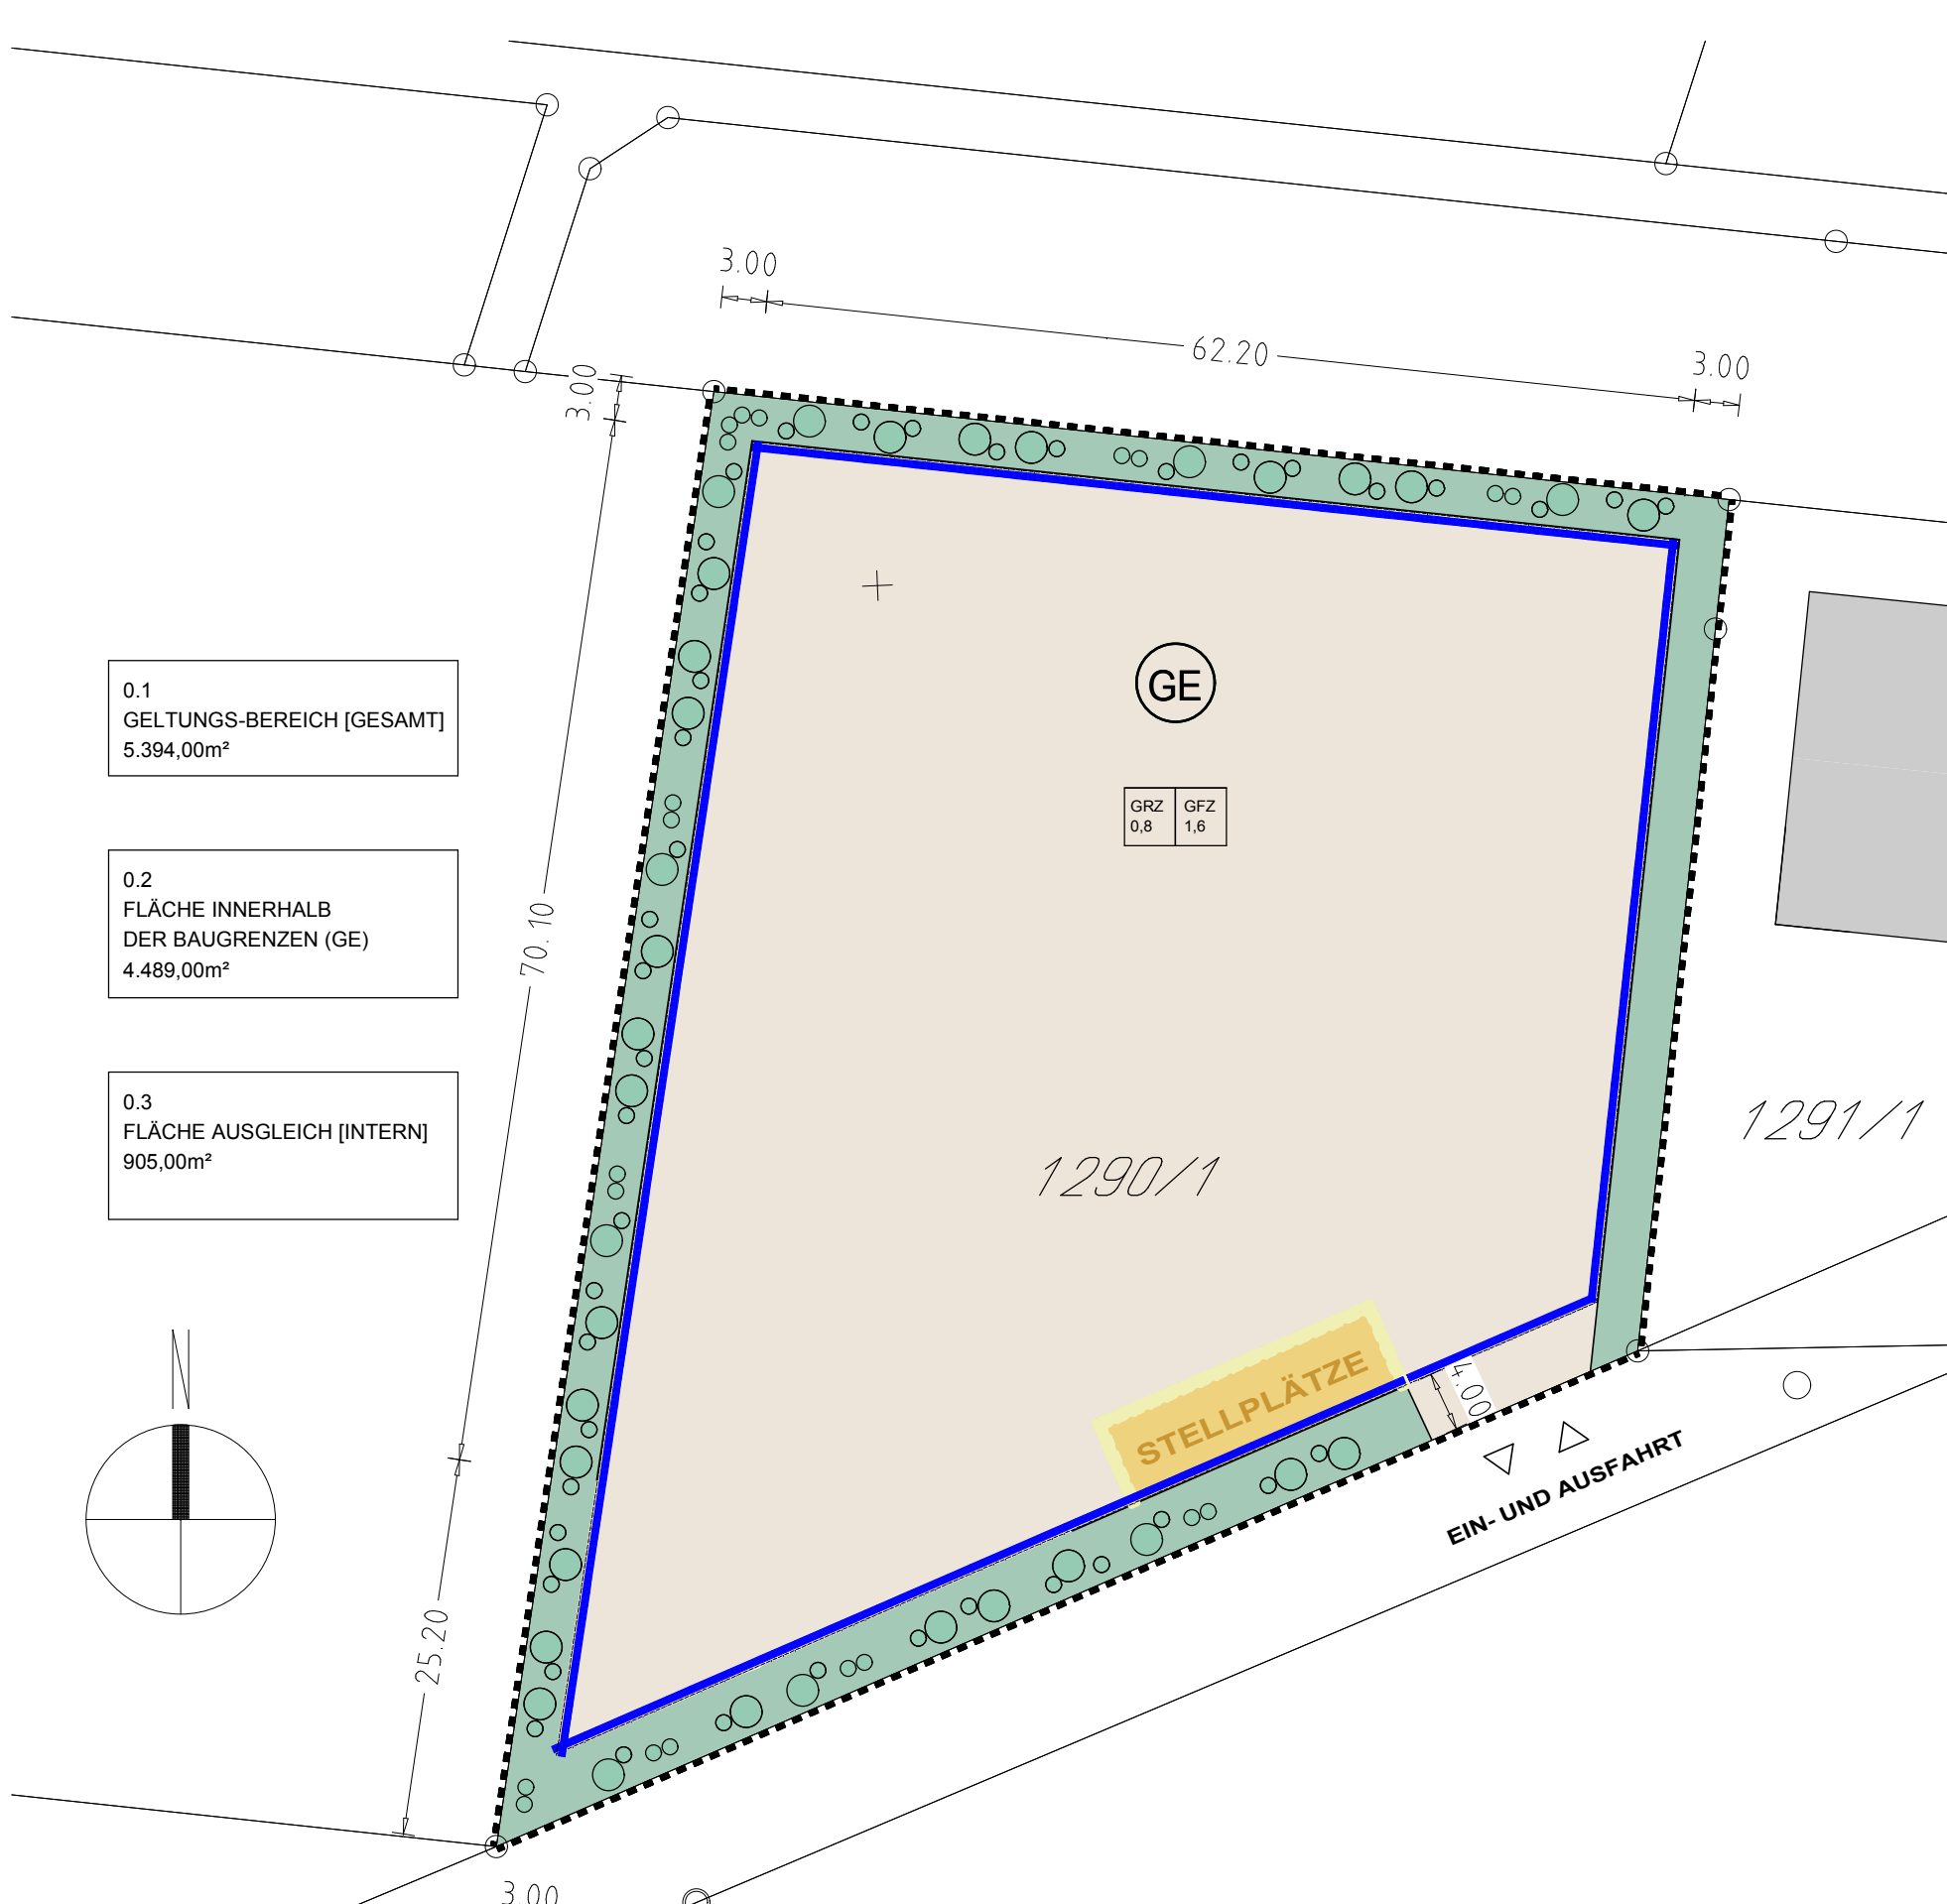 3.00
62.20
3.00
3.00
GE
0.1
GELTUNGS-BEREICH [GESAMT]
5.394,00m²
GRZ
0,8
GFZ
1,6
0.2
FLÄCHE INNERHALB
DER BAUGRENZEN (GE)
4.489,00m²
70.10
0.3
FLÄCHE AUSGLEICH [INTERN]
905,00m²
1291/1
1290/1
STELLPLÄTZE
4.00
EIN- UND AUSFAHRT
25.20
3.00